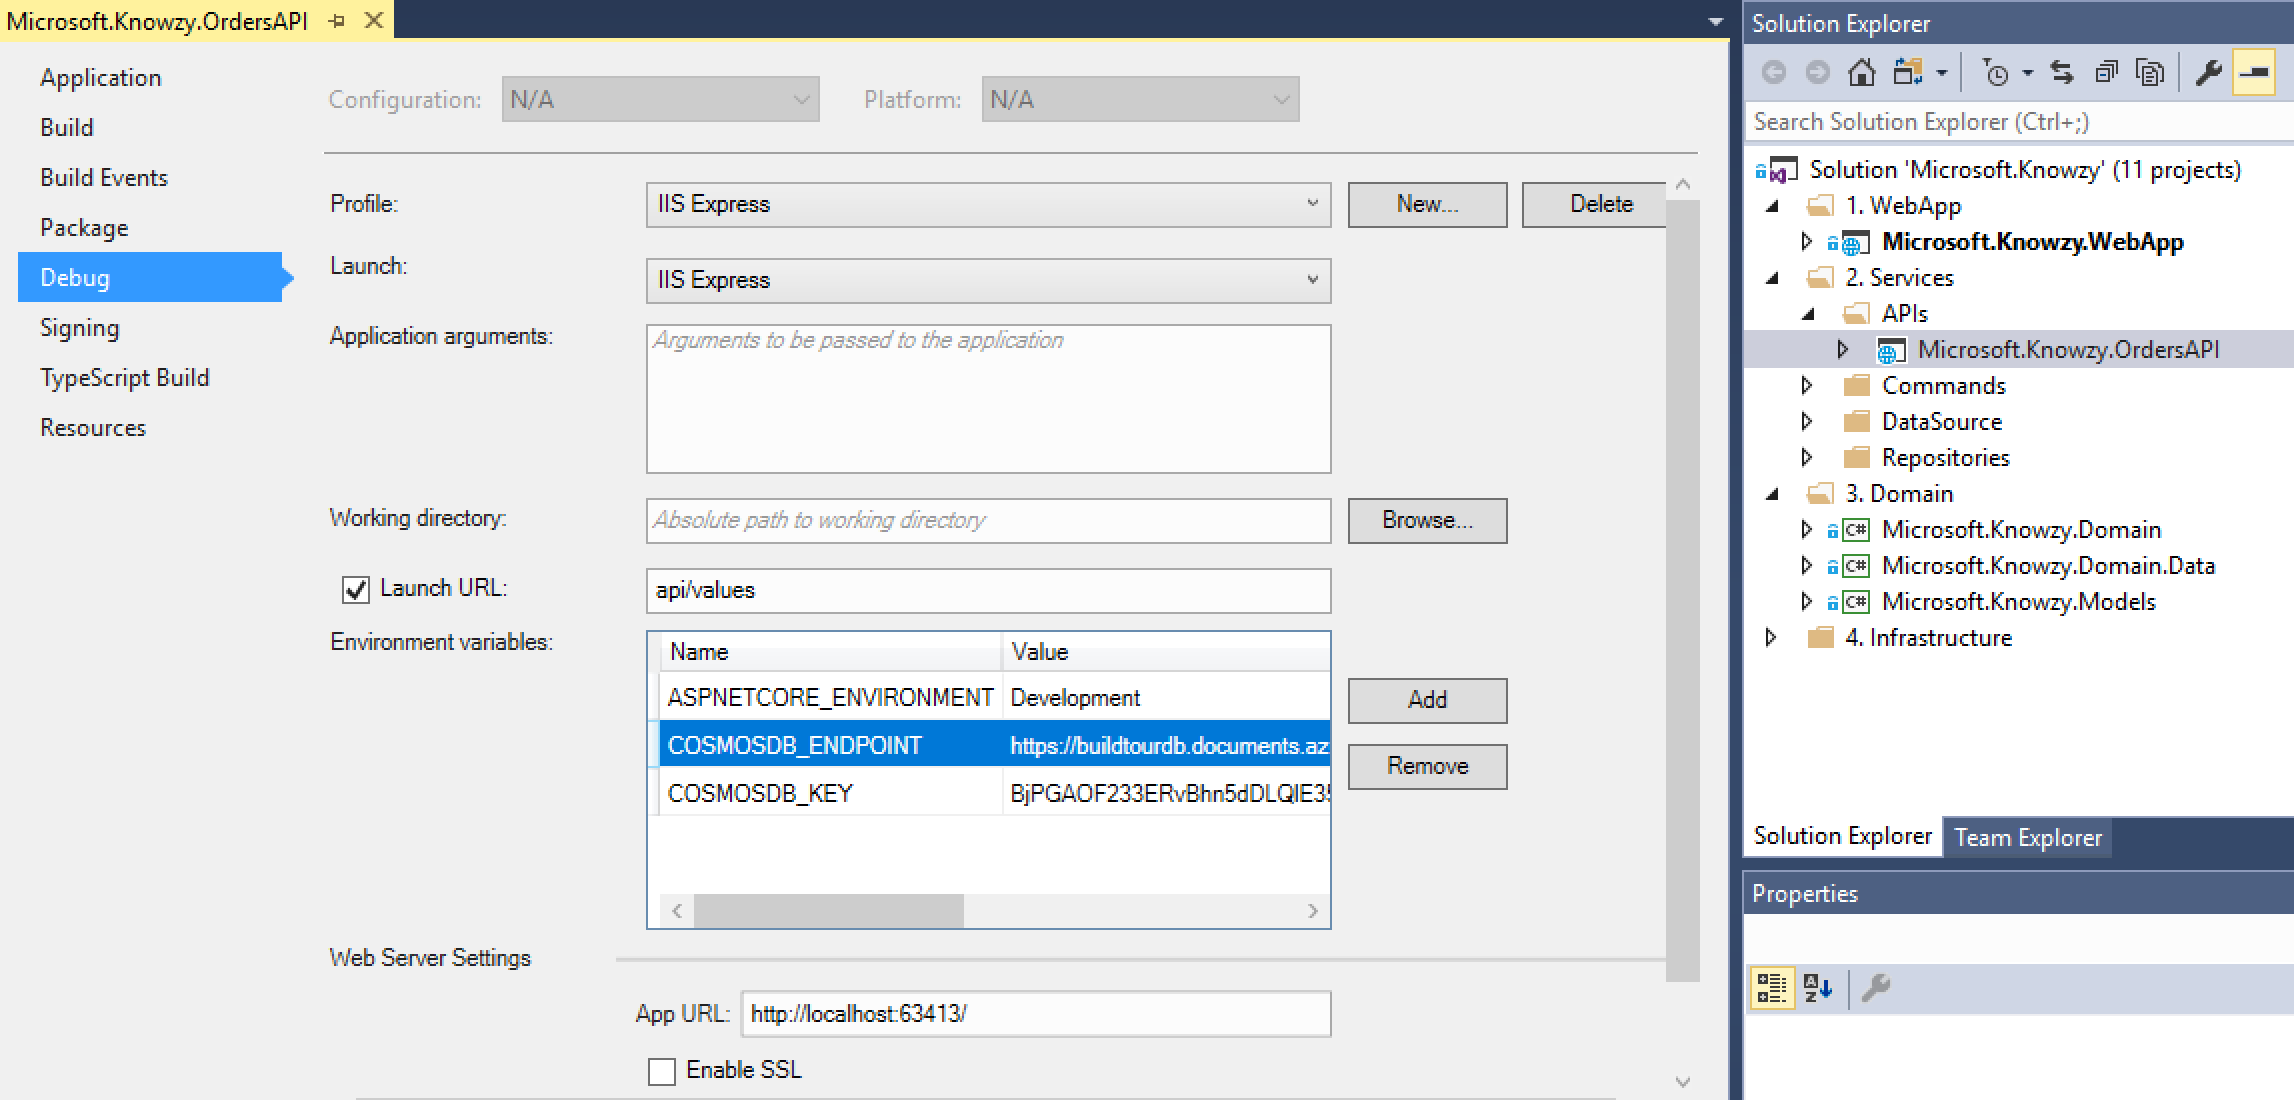 Microsoft.Knowzy.OrdersAPI
Application
Build
Build Events
Package
Debug
Signing
TypeScript Build
Resources
Configuration: N/A Platform: N/A
Profile: IIS Express New... Delete
Launch: IIS Express
Application arguments: Arguments to be passed to the application
Working directory: Absolute path to working directory Browse...
Launch URL: api/values
Environment variables:
Name Value
ASPNETCORE_ENVIRONMENT Development
COSMOSDB_ENDPOINT https://buildtourdb.documents.az
COSMOSDB_KEY BjPGAOF233ERvBhn5dDLQIE35
Add
Remove
Web Server Settings
App URL: http://localhost:63413/
Enable SSL
Solution Explorer
Search Solution Explorer (Ctrl+;)
Solution 'Microsoft.Knowzy' (11 projects)
1. WebApp
Microsoft.Knowzy.WebApp
2. Services
APIs
Microsoft.Knowzy.OrdersAPI
Commands
DataSource
Repositories
3. Domain
C# Microsoft.Knowzy.Domain
C# Microsoft.Knowzy.Domain.Data
C# Microsoft.Knowzy.Models
4. Infrastructure
Solution Explorer Team Explorer
Properties